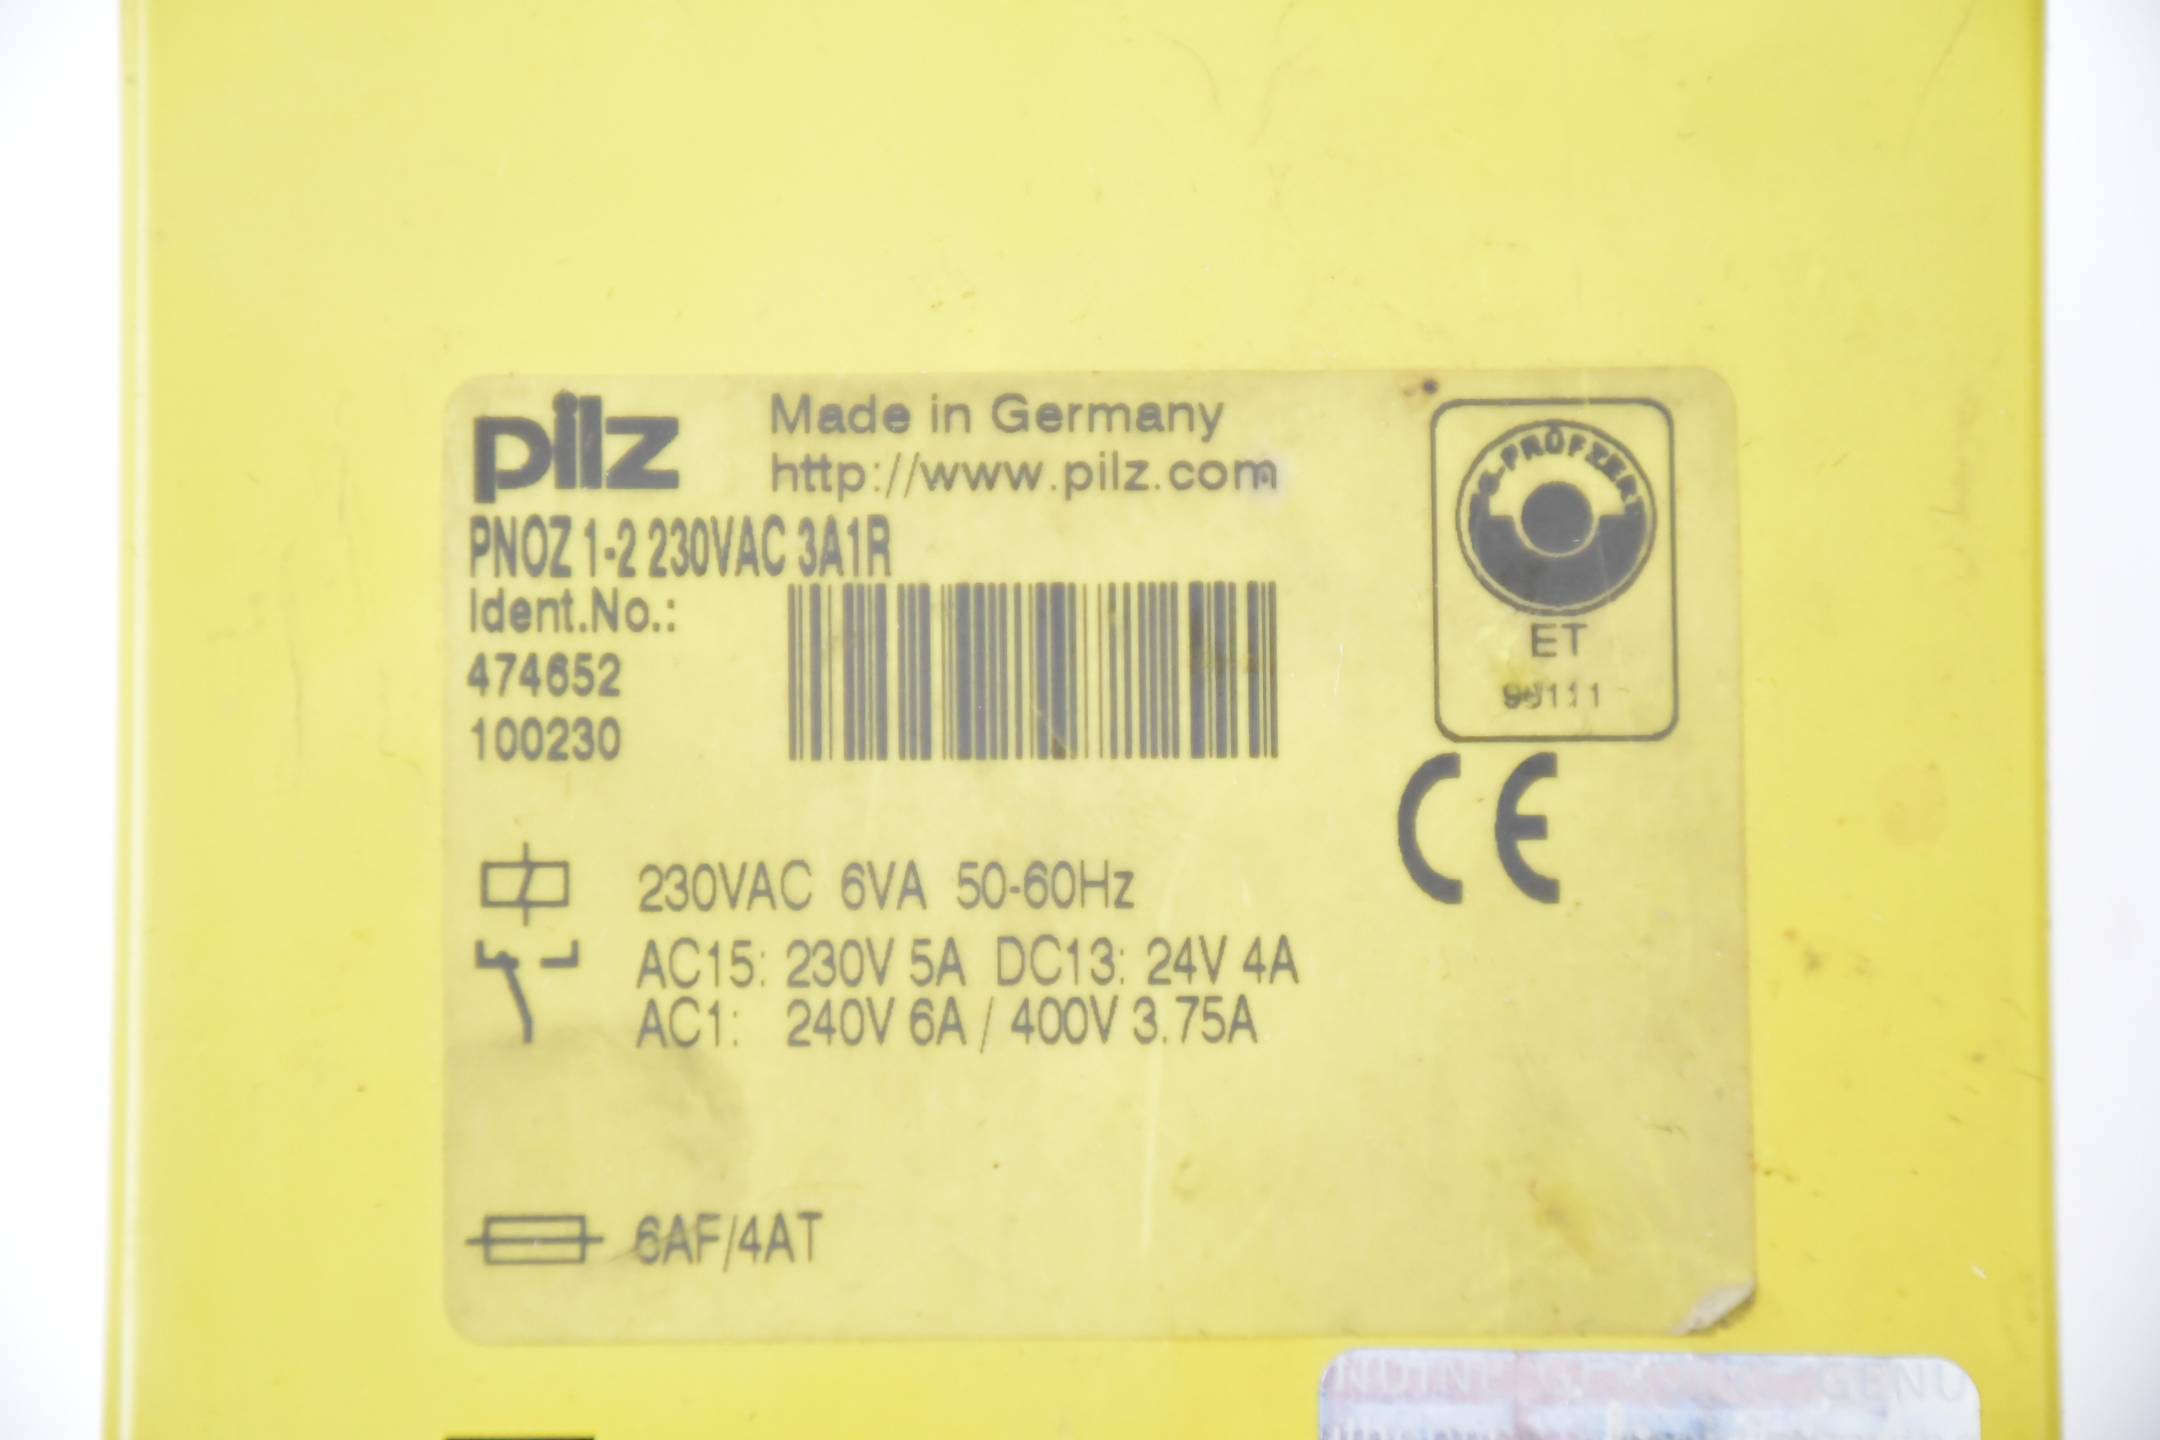 pilz
Made in Germany
http://www.pilz.com
PNOZ 1-2 230VAC 3A1R
Ident.No.:
474652
100230
ET
CE
230VAC 6VA 50-60Hz
AC15: 230V 5A DC13: 24V 4A
AC1: 240V 6A / 400V 3.75A
6AF/4AT